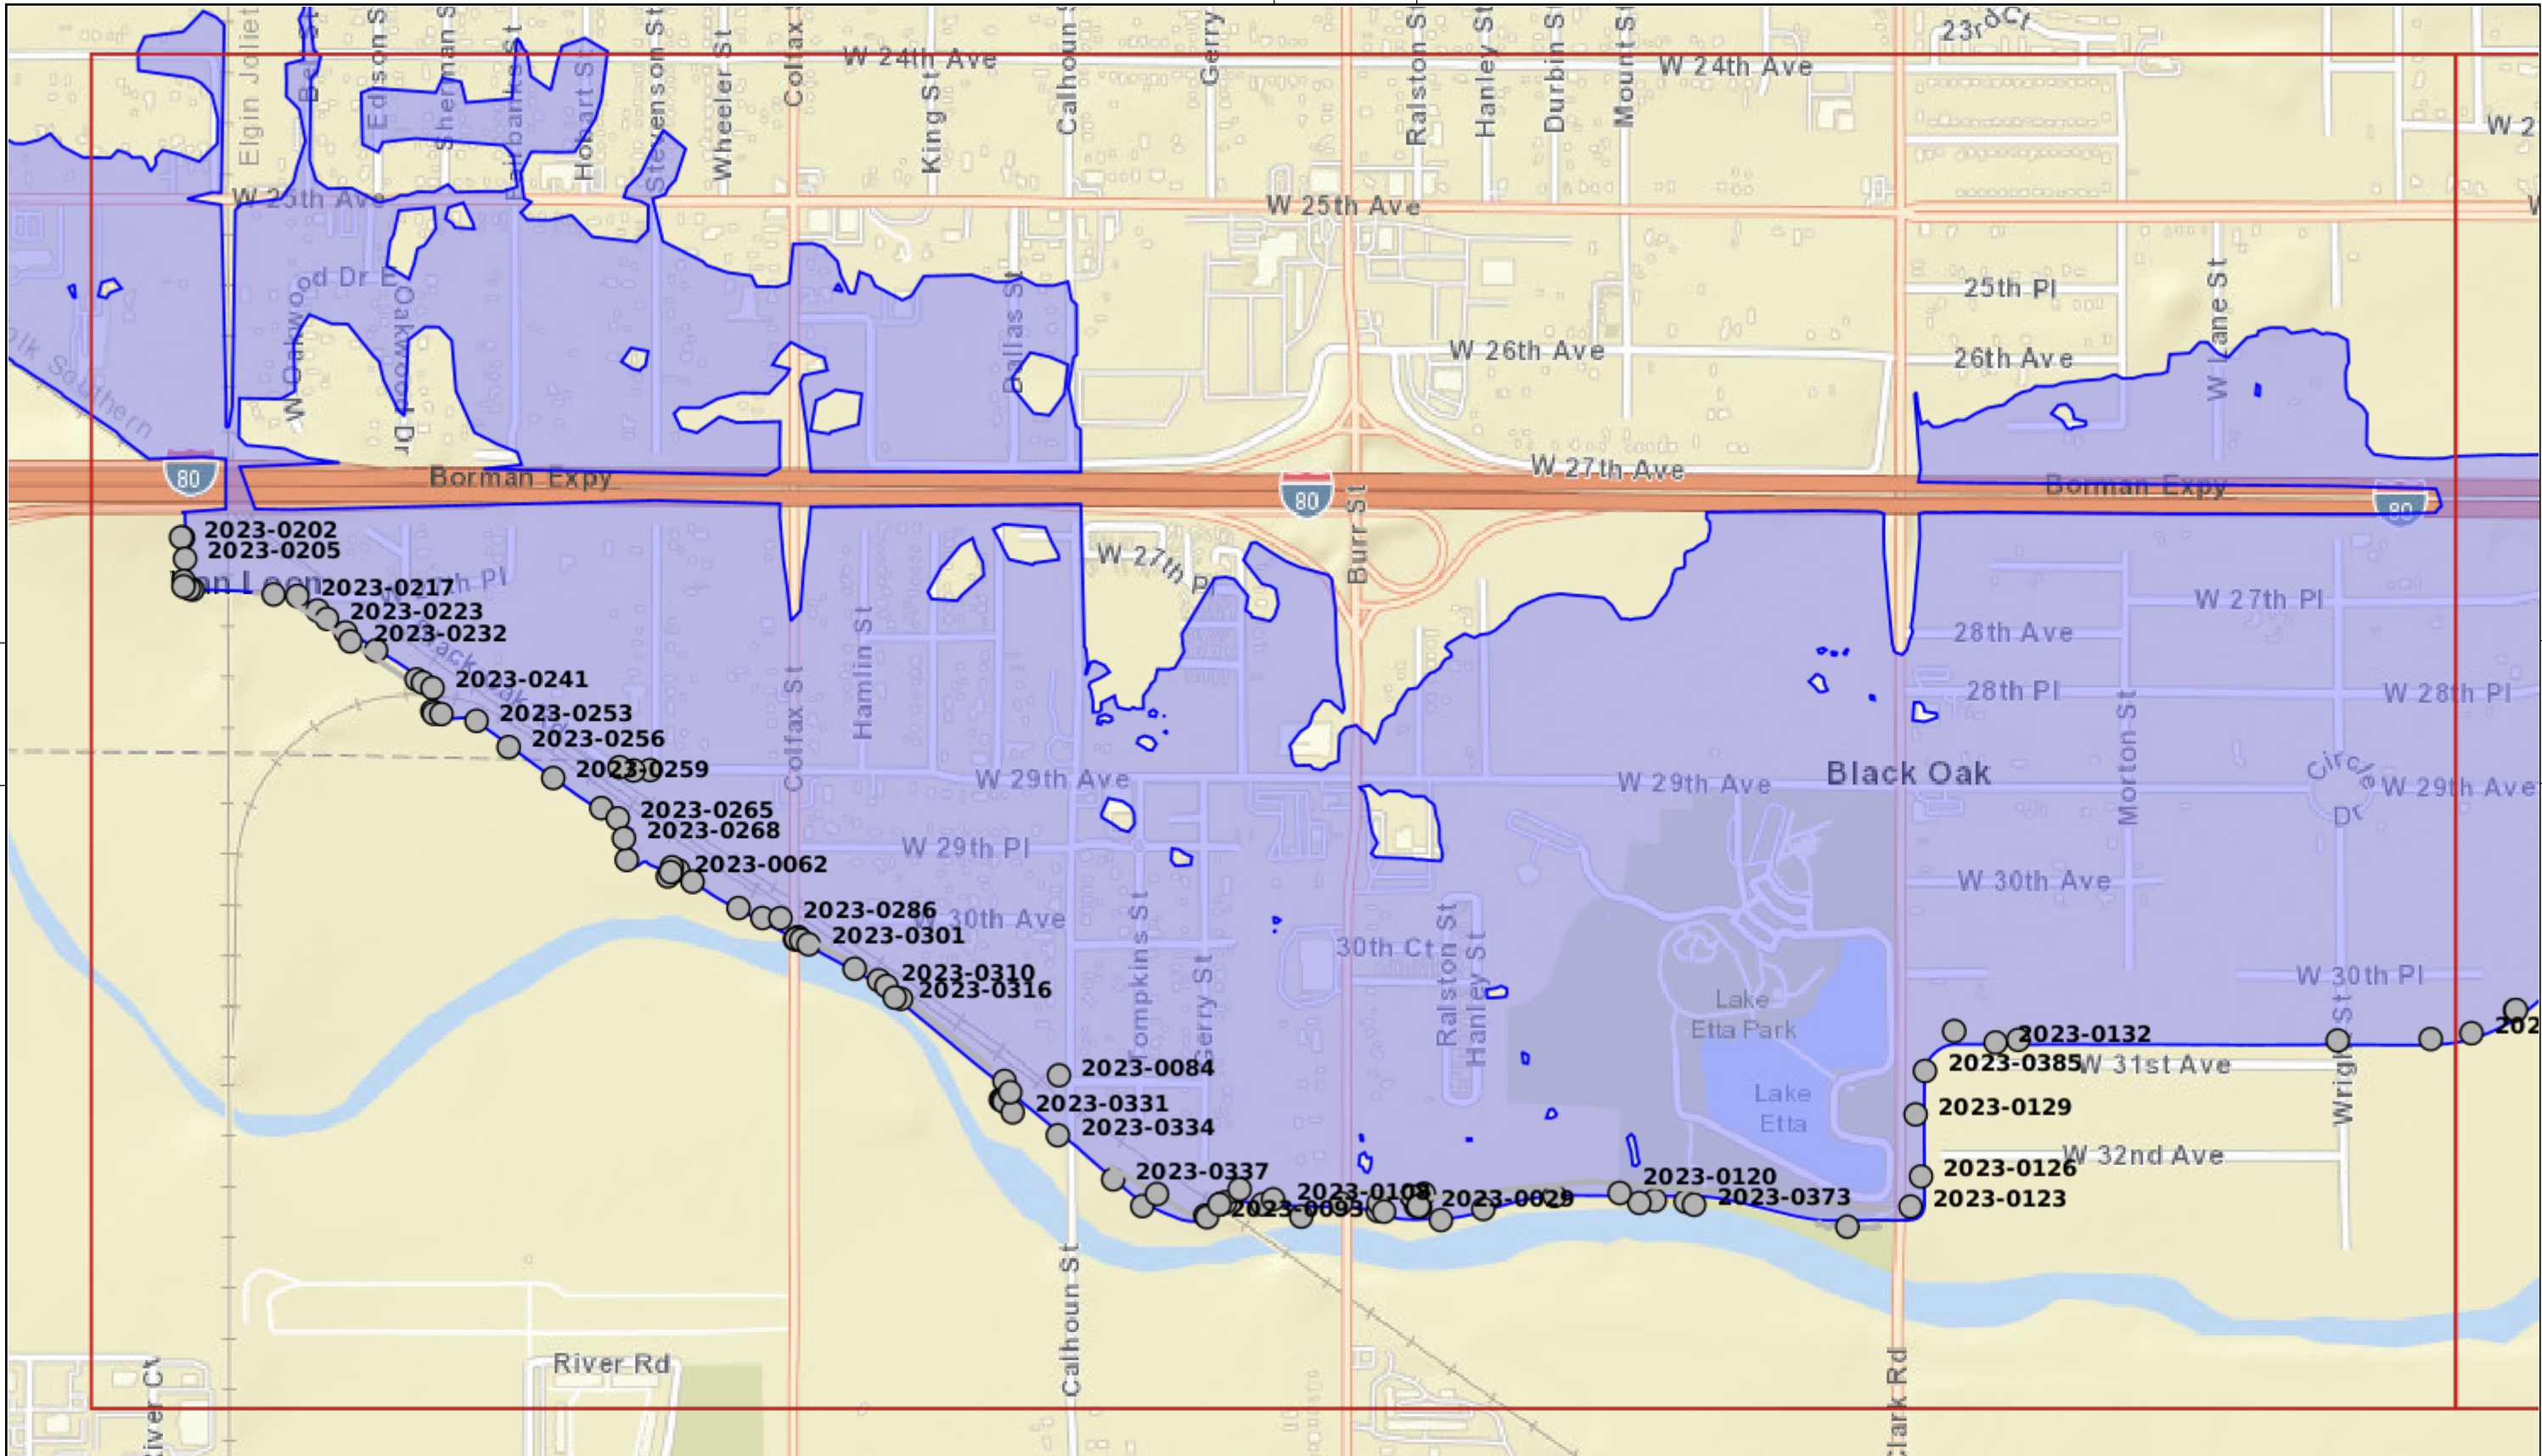 23rd Ct
Elgin Joliet
Edison S
Sherman S
Fairbanks St
Hobart St
Stevenson St
Wheeler St
Colfax S
W 24th Ave
King St
Calhoun S
Gerry
Ralston St
Hanley St
Durbin St
Mount St
W 24th Ave
W 2
W 25th Ave
W 25th Ave
W
d Dr E
W Oakwoo
Oakwood Dr
Dallas St
25th Pl
W Lane St
W 26th Ave
26th Ave
olk Southern
80
Borman Expy
80
W 27th Ave
Borman Expy
80
2023-0202
2023-0205
Van Loon
2023-0217
W 27th Pl
Burr St
W 27th Pl
2023-0223
2023-0232
28th Ave
2023-0241
28th Pl
W 28th Pl
2023-0253
Colfax St
Hamlin St
2023-0256
2023-0259
W 29th Ave
W 29th Ave
Black Oak
Morton St
Circle Dr
W 29th Ave
2023-0265
2023-0268
W 29th Pl
2023-0062
W 30th Ave
2023-0286
W 30th Ave
2023-0301
30th Ct
Ralston St
Hanley St
Tompkins St
Gerry St
2023-0310
2023-0316
Lake
Etta Park
W 30th Pl
2023-0132
202
2023-0084
2023-0385
W 31st Ave
Wright St
2023-0331
Lake
Etta
2023-0129
2023-0334
W 32nd Ave
2023-0337
2023-0120
2023-0126
2023-0108
2023-0093
2023-0029
2023-0373
2023-0123
Calhoun St
River Rd
Clark Rd